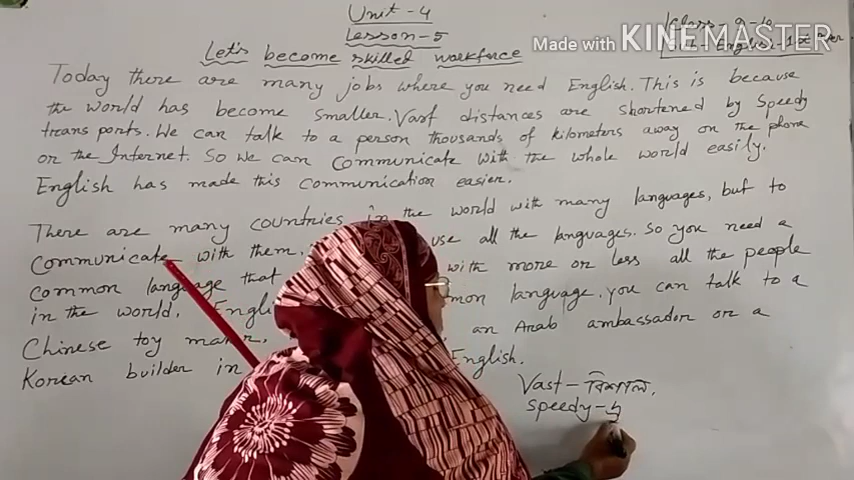 Unit-4
Lesson-5
Class-9-10
Sub-English-1st
Made with KINEMASTER
Let's become skilled workforce
Today there are many jobs where you need English. This is because
the world has become smaller. Vast distances are shortened by speedy
transports. We can talk to a person thousands of kilometers away on the phone
or the Internet. So we can communicate with the whole world easily.
English has made this communication easier.
There are many countries in the world with many languages, but to
communicate with them, use all the languages. So you need a
common language that with more or less all the people
in the world. mon language. you can talk to a
Chinese toy an Arab ambassador or a
Korean builder in English.
Vast-বিশাল,
Speedy-